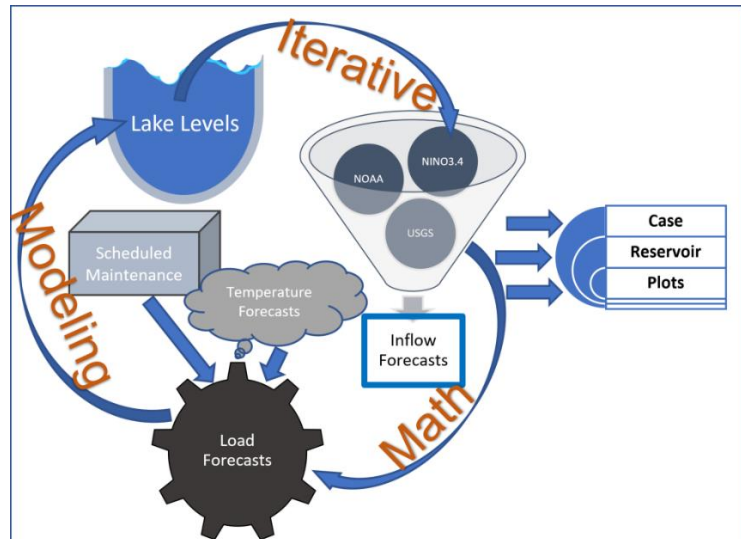 Iterative
Lake Levels
NINO3.4
NOAA
USGS
Case
Reservoir
Plots
Modeling
Scheduled
Maintenance
Temperature
Forecasts
Inflow
Forecasts
Math
Load
Forecasts